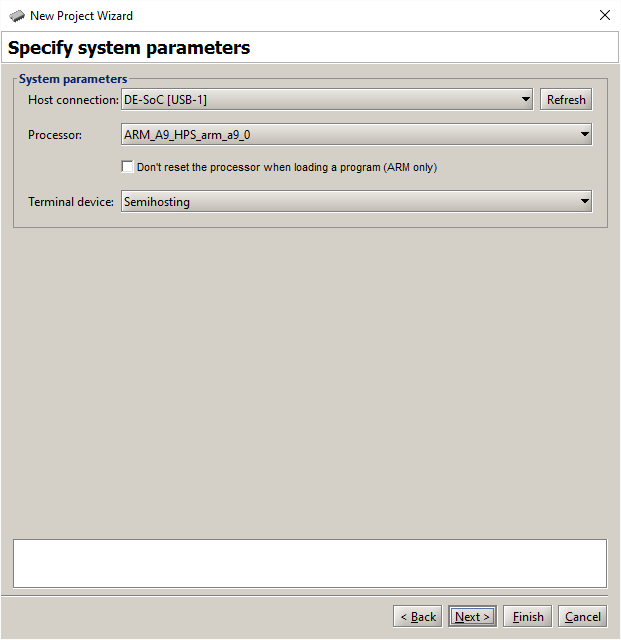 New Project Wizard
Specify system parameters
System parameters
Host connection: DE-SoC [USB-1] Refresh
Processor: ARM_A9_HPS_arm_a9_0
Don't reset the processor when loading a program (ARM only)
Terminal device: Semihosting
< Back Next > Finish Cancel